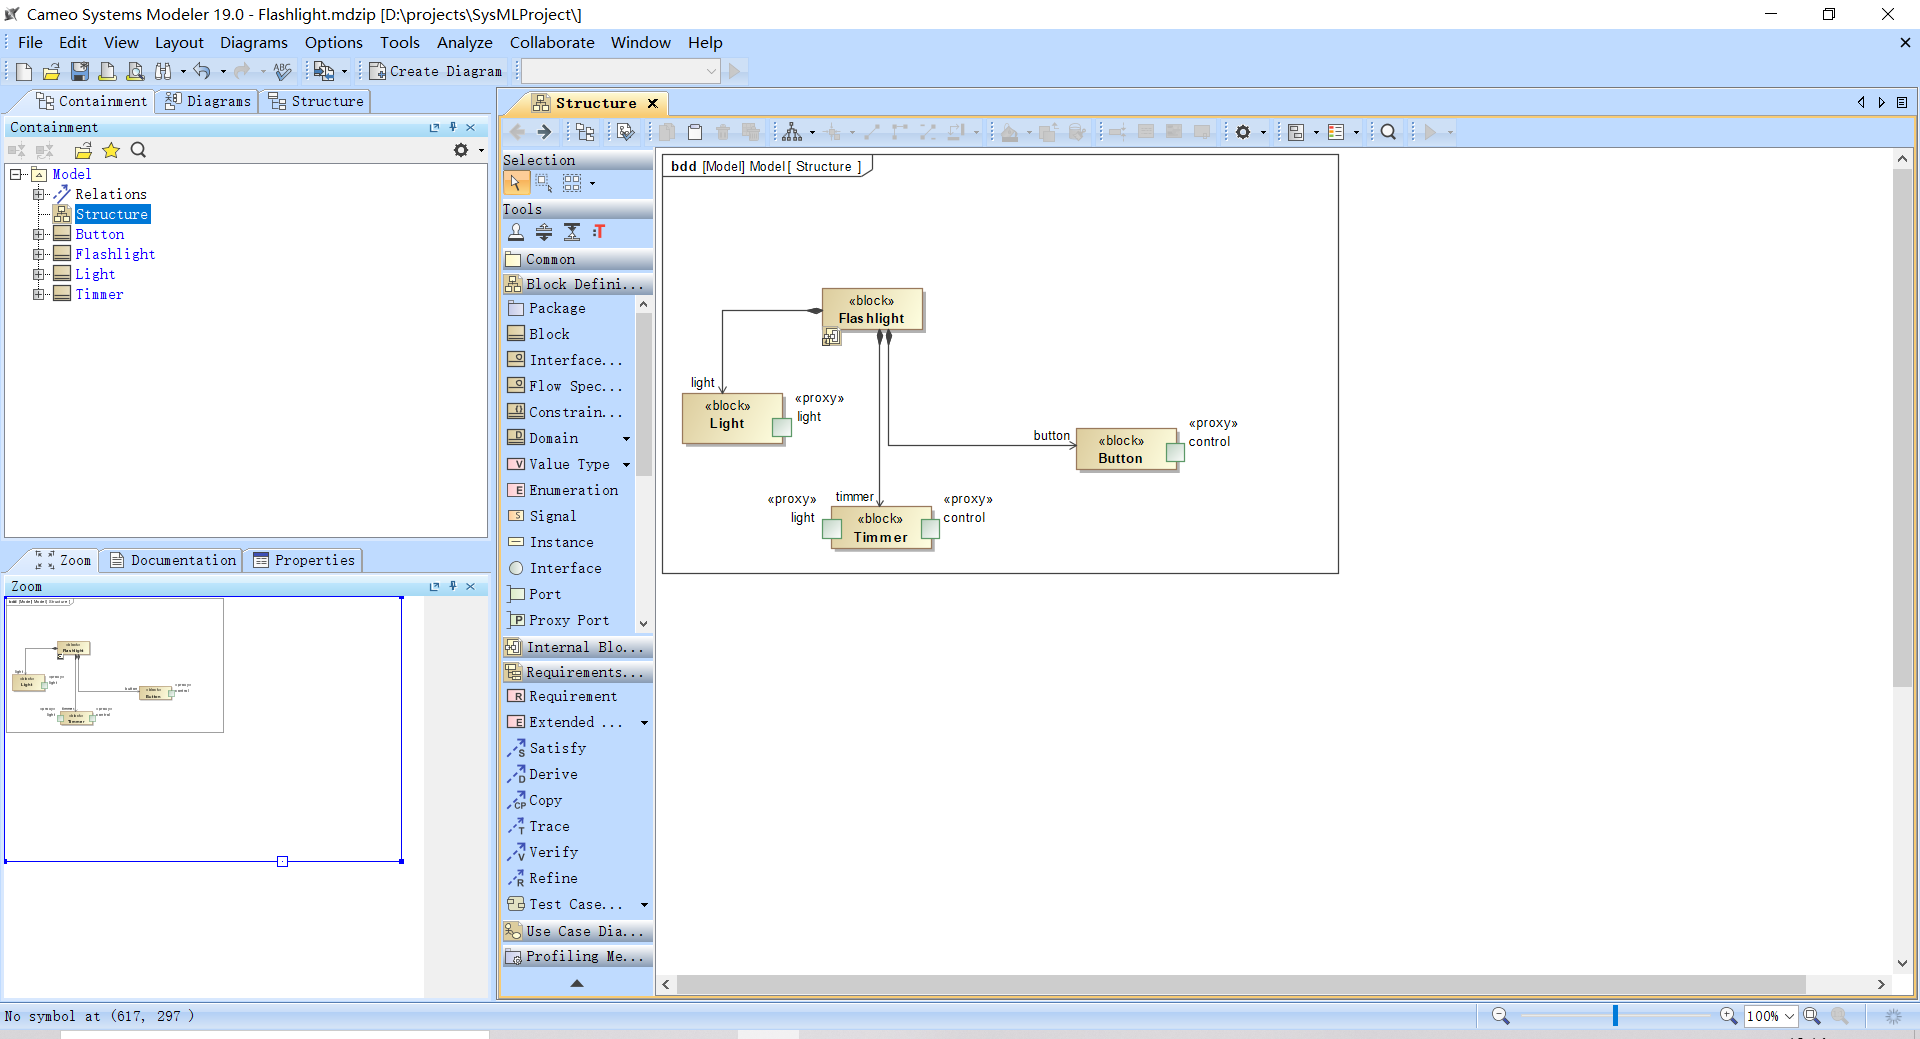 Cameo Systems Modeler 19.0 - Flashlight.mdzip [D:\projects\SysMLProject\]
File Edit View Layout Diagrams Options Tools Analyze Collaborate Window Help
Create Diagram
Containment Diagrams Structure
Containment
Model
Relations
Structure
Button
Flashlight
Light
Timmer
Zoom Documentation Properties
Zoom
Structure
Selection
Tools
Common
Block Defini...
Package
Block
Interface...
Flow Spec...
Constrain...
Domain
Value Type
Enumeration
Signal
Instance
Interface
Port
Proxy Port
Internal Blo...
Requirements...
Requirement
Extended ...
Satisfy
Derive
Copy
Trace
Verify
Refine
Test Case...
Use Case Dia...
Profiling Me...
bdd [Model] Model[ Structure ]
«block»
Flashlight
light
«block»
Light
«proxy»
light
button
«block»
Button
«proxy»
control
«proxy»
light
timmer
«block»
Timmer
«proxy»
control
No symbol at (617, 297 )
100%